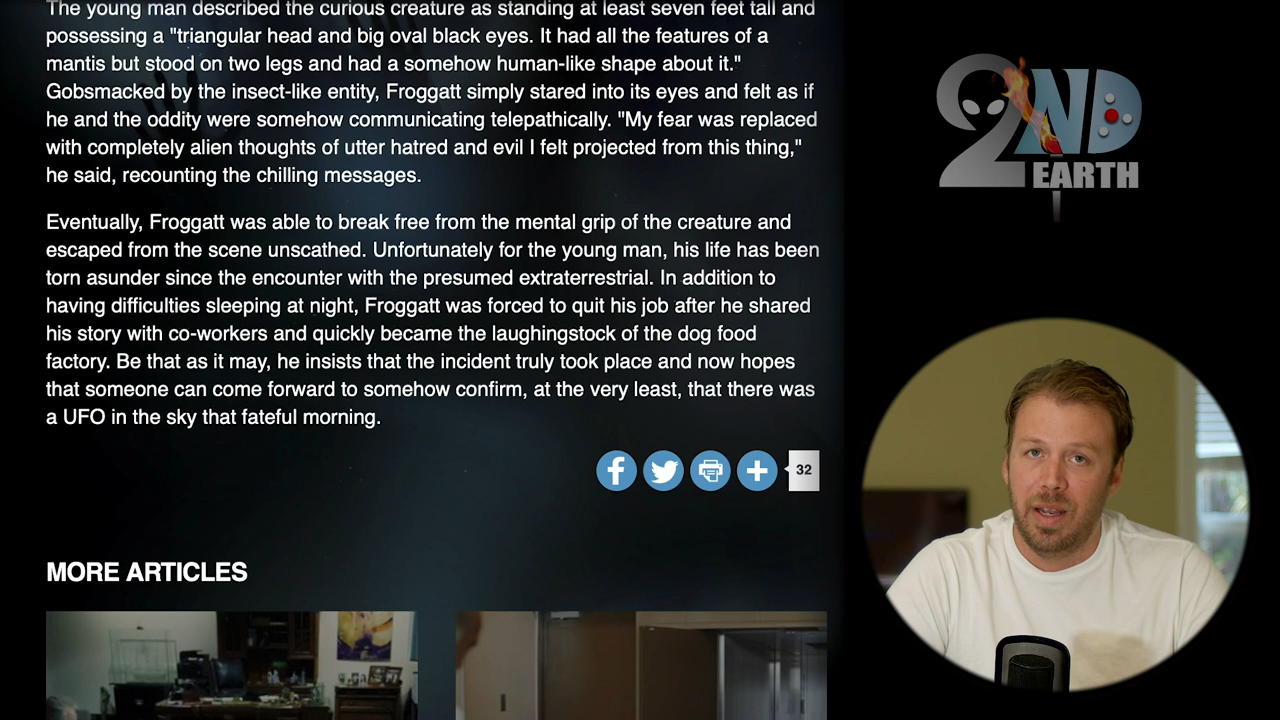 The young man described the curious creature as standing at least seven feet tall and
possessing a "triangular head and big oval black eyes. It had all the features of a
mantis but stood on two legs and had a somehow human-like shape about it."
Gobsmacked by the insect-like entity, Froggatt simply stared into its eyes and felt as if
he and the oddity were somehow communicating telepathically. "My fear was replaced
with completely alien thoughts of utter hatred and evil I felt projected from this thing,"
he said, recounting the chilling messages.
Eventually, Froggatt was able to break free from the mental grip of the creature and
escaped from the scene unscathed. Unfortunately for the young man, his life has been
torn asunder since the encounter with the presumed extraterrestrial. In addition to
having difficulties sleeping at night, Froggatt was forced to quit his job after he shared
his story with co-workers and quickly became the laughingstock of the dog food
factory. Be that as it may, he insists that the incident truly took place and now hopes
that someone can come forward to somehow confirm, at the very least, that there was
a UFO in the sky that fateful morning.
32
MORE ARTICLES
2ND
EARTH